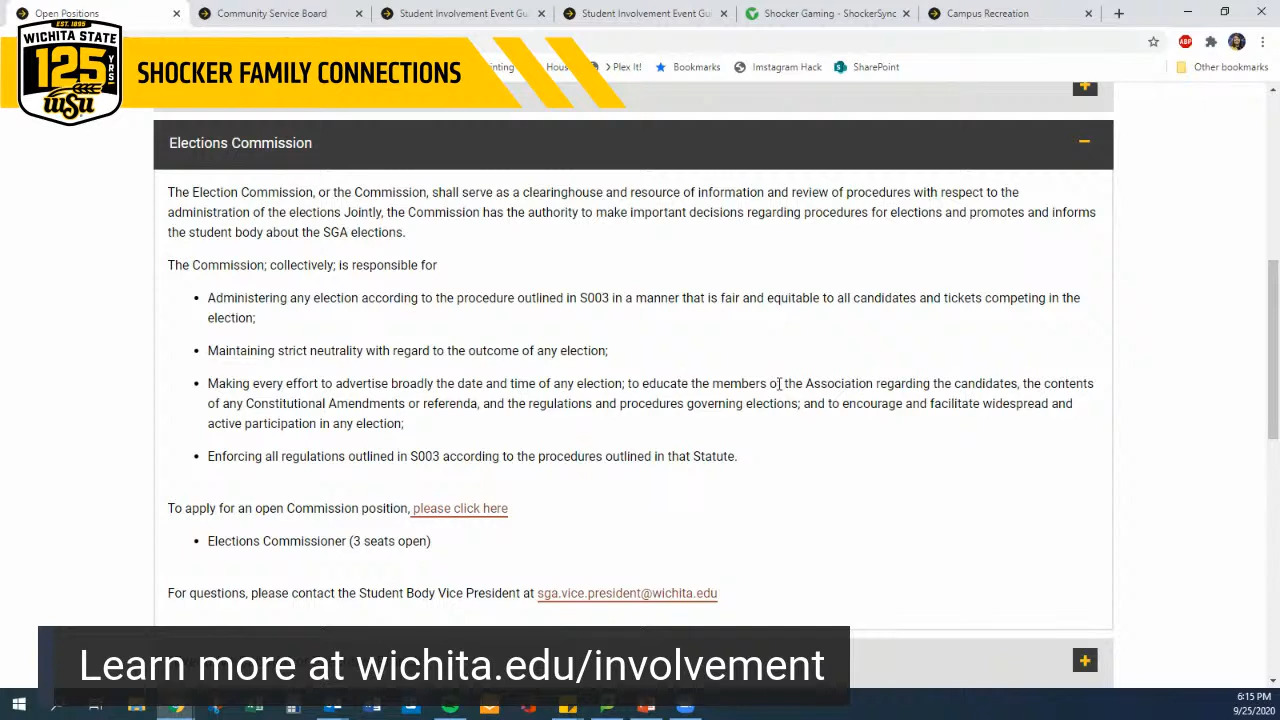 Open Positions
Community Service Board
Student Invo
Student Involvement Event Gu
Campus Recreation
EST. 1895
WICHITA STATE
125 YRS
WSU
SHOCKER FAMILY CONNECTIONS
Plex It!
Bookmarks
Instagram Hack
SharePoint
Other bookmarks
Elections Commission
The Election Commission, or the Commission, shall serve as a clearinghouse and resource of information and review of procedures with respect to the
administration of the elections Jointly, the Commission has the authority to make important decisions regarding procedures for elections and promotes and informs
the student body about the SGA elections.
The Commission; collectively; is responsible for
• Administering any election according to the procedure outlined in S003 in a manner that is fair and equitable to all candidates and tickets competing in the
election;
• Maintaining strict neutrality with regard to the outcome of any election;
• Making every effort to advertise broadly the date and time of any election; to educate the members of the Association regarding the candidates, the contents
of any Constitutional Amendments or referenda, and the regulations and procedures governing elections; and to encourage and facilitate widespread and
active participation in any election;
• Enforcing all regulations outlined in S003 according to the procedures outlined in that Statute.
To apply for an open Commission position, please click here
• Elections Commissioner (3 seats open)
For questions, please contact the Student Body Vice President at sga.vice.president@wichita.edu
Learn more at wichita.edu/involvement
6:15 PM
9/25/2020